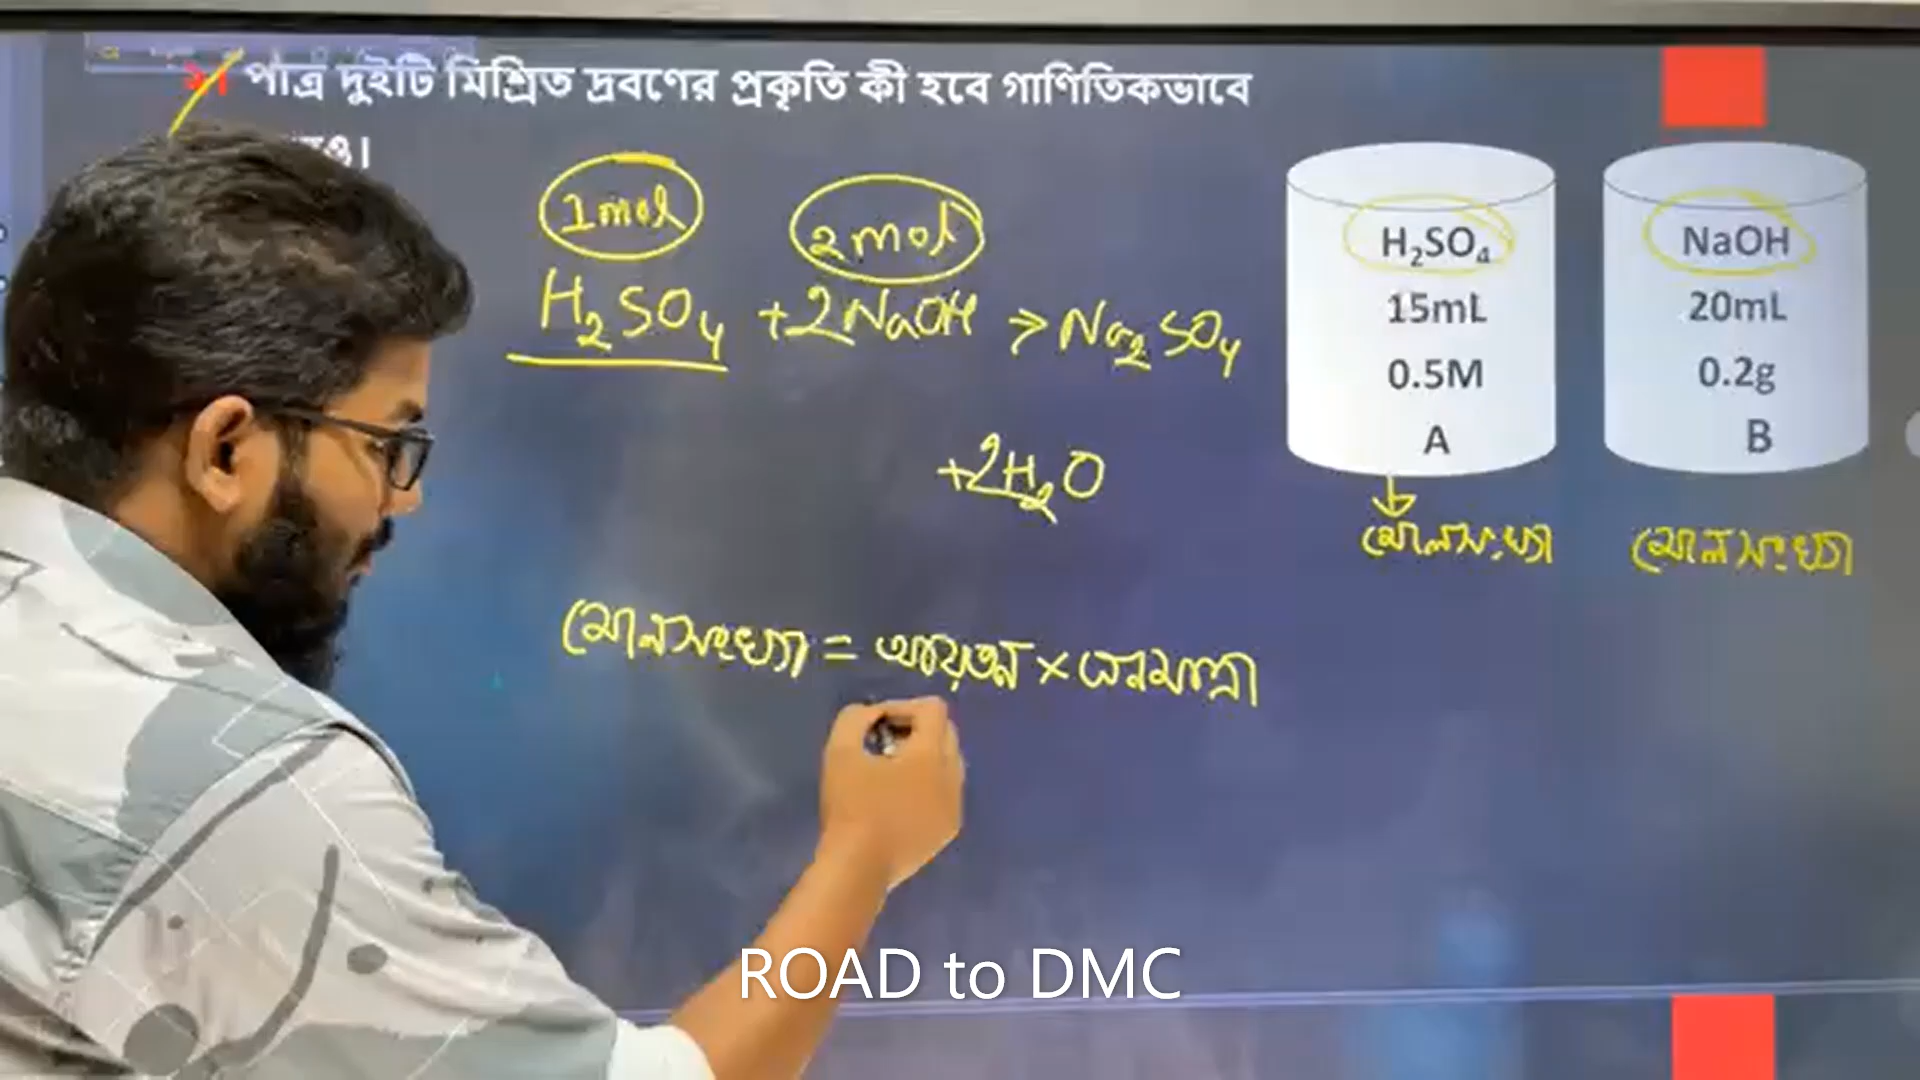 পাত্র দুইটি মিশ্রিত দ্রবণের প্রকৃতি কী হবে গাণিতিকভাবে
1mol 2mol
H₂SO₄ + 2NaOH > Na₂SO₄
+2H₂O
H₂SO₄
15mL
0.5M
A
মোলসংখ্যা
NaOH
20mL
0.2g
B
মোলসংখ্যা
মোলসংখ্যা = আয়তন × ঘনমাত্রা
ROAD to DMC